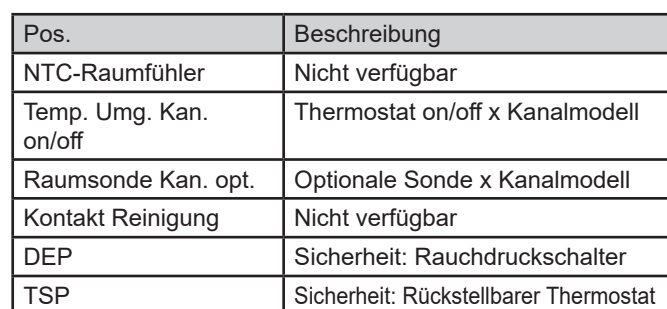 Pos. Beschreibung
NTC-Raumfühler Nicht verfügbar
Temp. Umg. Kan. Thermostat on/off x Kanalmodell
on/off
Raumsonde Kan. opt. Optionale Sonde x Kanalmodell
Kontakt Reinigung Nicht verfügbar
DEP Sicherheit: Rauchdruckschalter
TSP Sicherheit: Rückstellbarer Thermostat